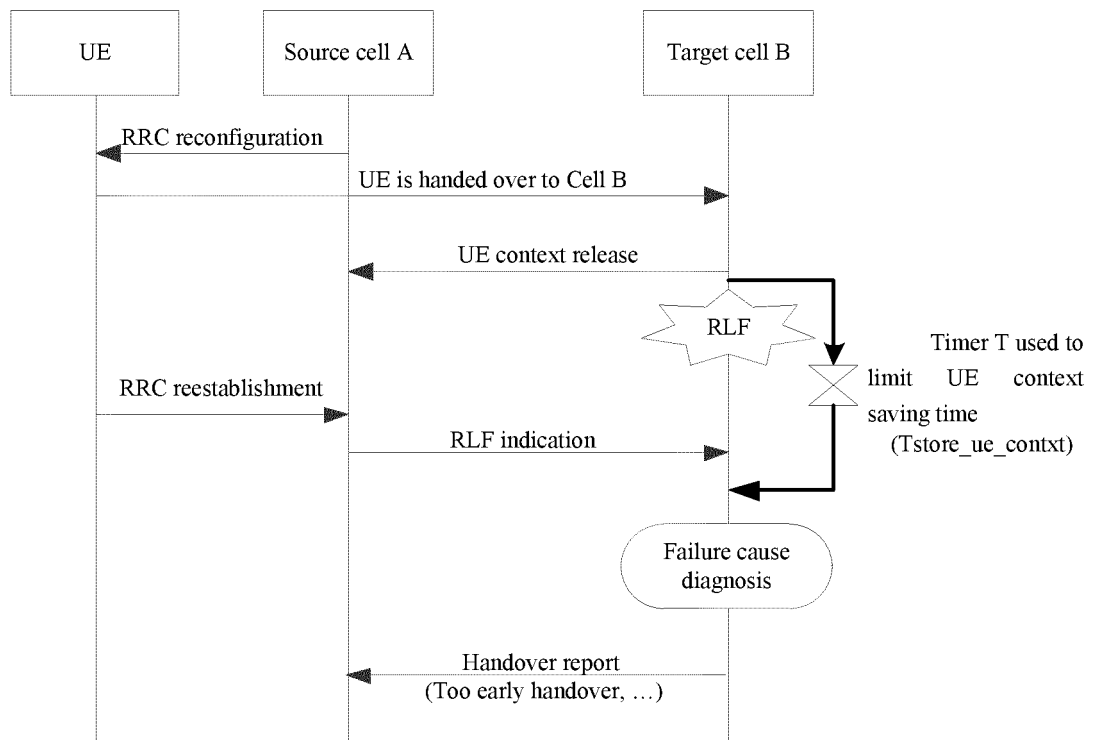 UE
Source cell A
Target cell B
RRC reconfiguration
UE is handed over to Cell B
UE context release
RLF
Timer T used to
limit UE context
saving time
(Tstore_ue_contxt)
RRC reestablishment
RLF indication
Failure cause
diagnosis
Handover report
(Too early handover, …)